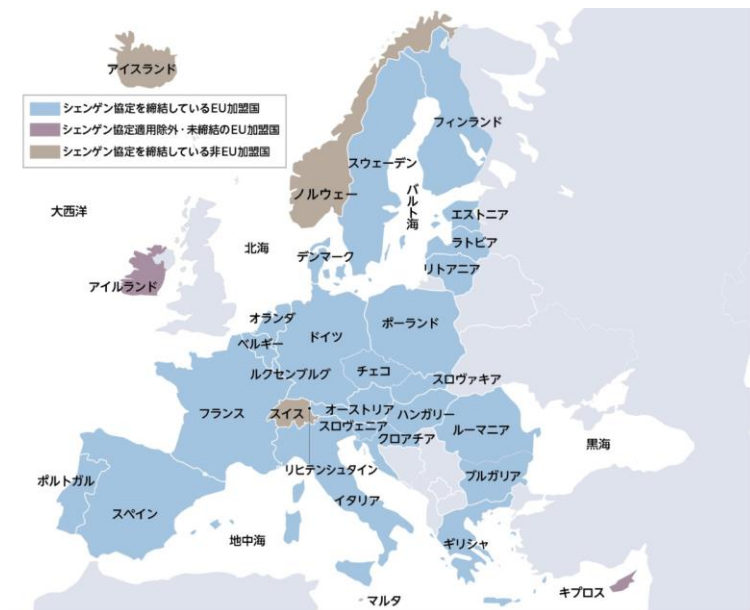 アイスランド
シェンゲン協定を締結しているEU加盟国
シェンゲン協定適用除外・未締結のEU加盟国
シェンゲン協定を締結している非EU加盟国
フィンランド
スウェーデン
ノルウェー
バルト海
大西洋
エストニア
北海
ラトビア
デンマーク
リトアニア
アイルランド
オランダ
ポーランド
ドイツ
ベルギー
ルクセンブルグ
チェコ
スロヴァキア
フランス
スイス
オーストリア
ハンガリー
スロヴェニア
ルーマニア
クロアチア
黒海
リヒテンシュタイン
ブルガリア
ポルトガル
イタリア
スペイン
地中海
ギリシャ
キプロス
マルタ